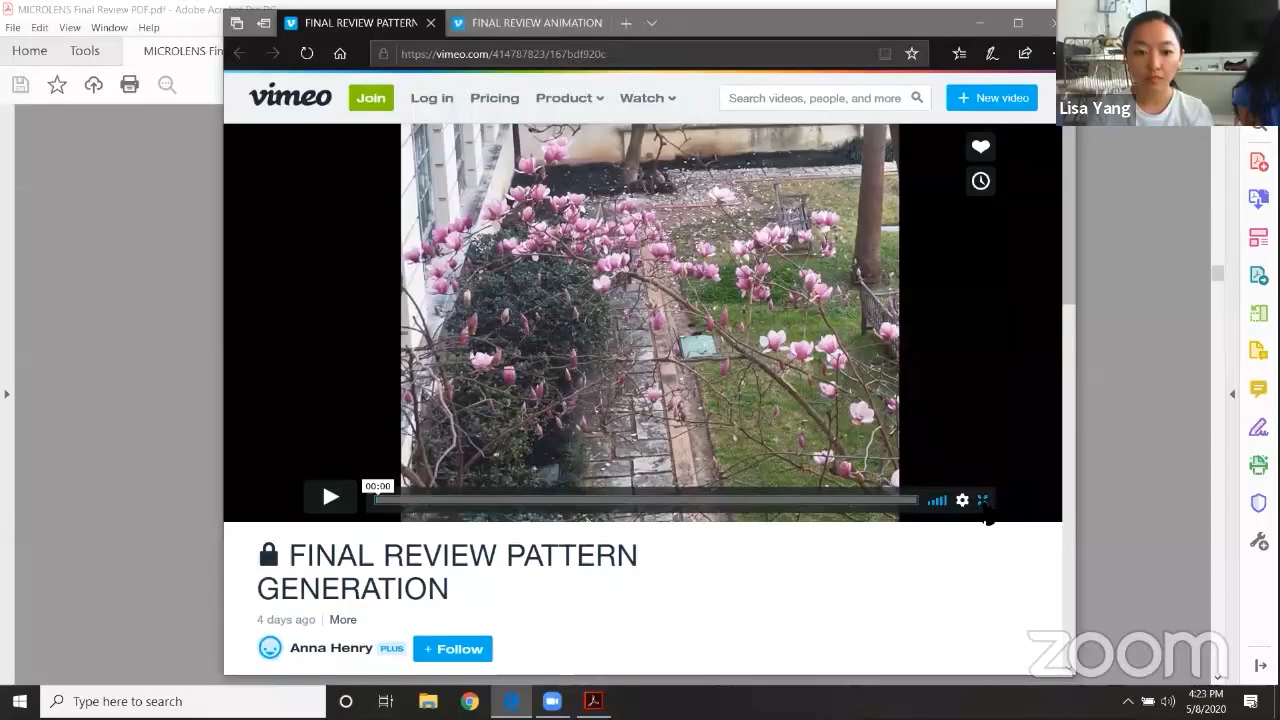 MICROLENS Final Review PDF.pdf - Adobe Acrobat Pro DC
File Edit View Window Help
Home Tools MICROLENS Fin
FINAL REVIEW PATTERN
FINAL REVIEW ANIMATION
https://vimeo.com/414787823/167bdf920c
vimeo Join Log in Pricing Product Watch Search videos, people, and more + New video
Lisa Yang
00:00
FINAL REVIEW PATTERN
GENERATION
4 days ago | More
Anna Henry PLUS + Follow
zoom
Type here to search
4:23 PM
5/8/2020